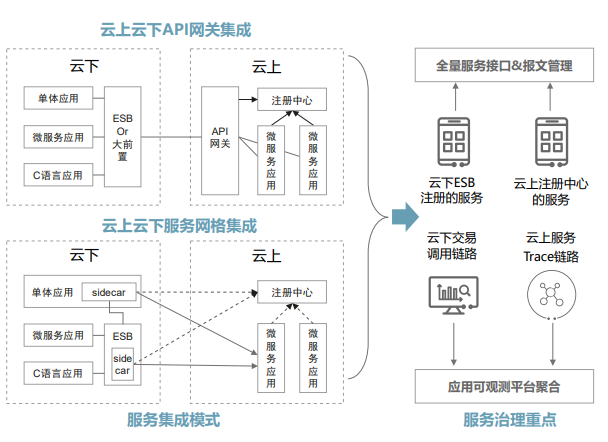 云上云下API网关集成
云下
单体应用
微服务应用
C语言应用
ESB
Or
大前
置
云上
API
网关
注册中心
微
服
务
应
用
微
服
务
应
用
云上云下服务网格集成
云下
单体应用
sidecar
微服务应用
ESB
C语言应用
side
car
云上
注册中心
微
服
务
应
用
微
服
务
应
用
服务集成模式
全量服务接口&报文管理
云下ESB
注册的服务
云上注册中心
的服务
云下交易
调用链路
云上服务
Trace链路
应用可观测平台聚合
服务治理重点